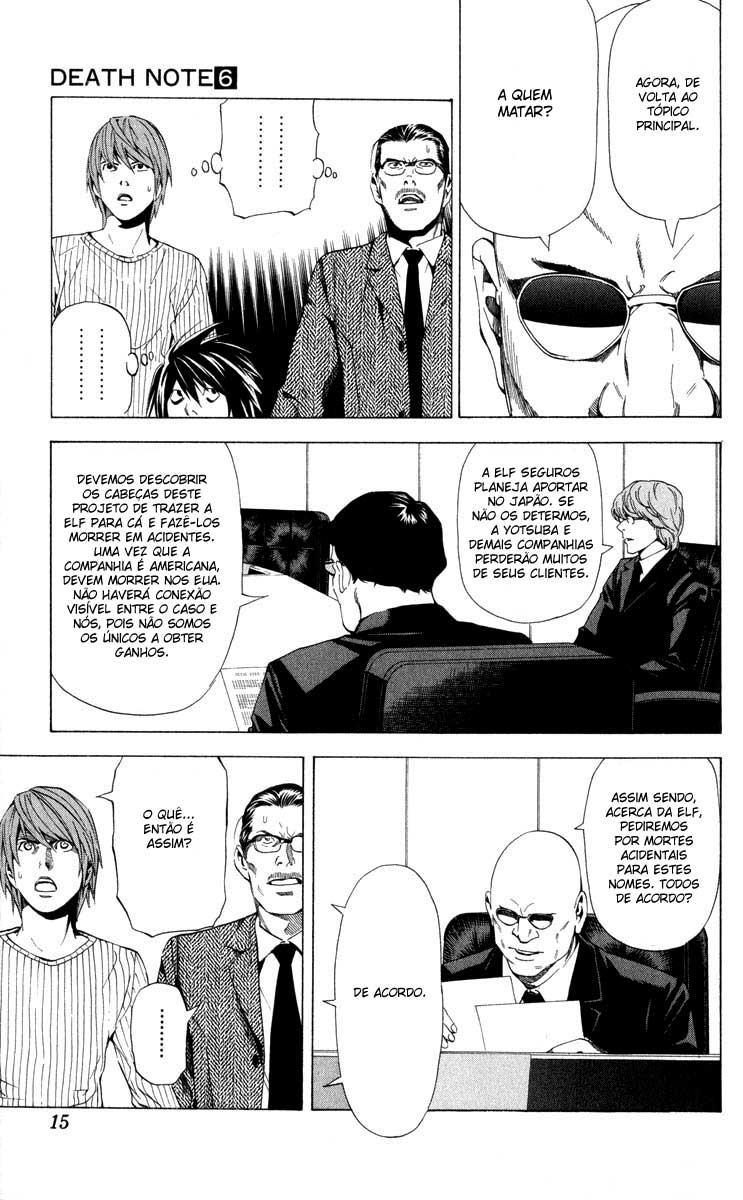 DEATH NOTE 6
AGORA, DE
VOLTA AO
TÓPICO
PRINCIPAL.
A QUEM
MATAR?
.........
.........
A ELF SEGUROS
PLANEJA APORTAR
NO JAPÃO. SE
NÃO OS DETERMOS,
A YOTSUBA E
DEMAIS COMPANHIAS
PERDERÃO MUITOS
DE SEUS CLIENTES.
DEVEMOS DESCOBRIR
OS CABEÇAS DESTE
PROJETO DE TRAZER A
ELF PARA CÁ E FAZÊ-LOS
MORRER EM ACIDENTES.
UMA VEZ QUE A
COMPANHIA É AMERICANA,
DEVEM MORRER NOS EUA.
NÃO HAVERÁ CONEXÃO
VISÍVEL ENTRE O CASO E
NÓS, POIS NÃO SOMOS
OS ÚNICOS A OBTER
GANHOS.
ASSIM SENDO,
ACERCA DA ELF,
PEDIREMOS
POR MORTES
ACIDENTAIS
PARA ESTES
NOMES. TODOS
DE ACORDO?
DE ACORDO.
O QUÊ...
ENTÃO É
ASSIM?
.........
15